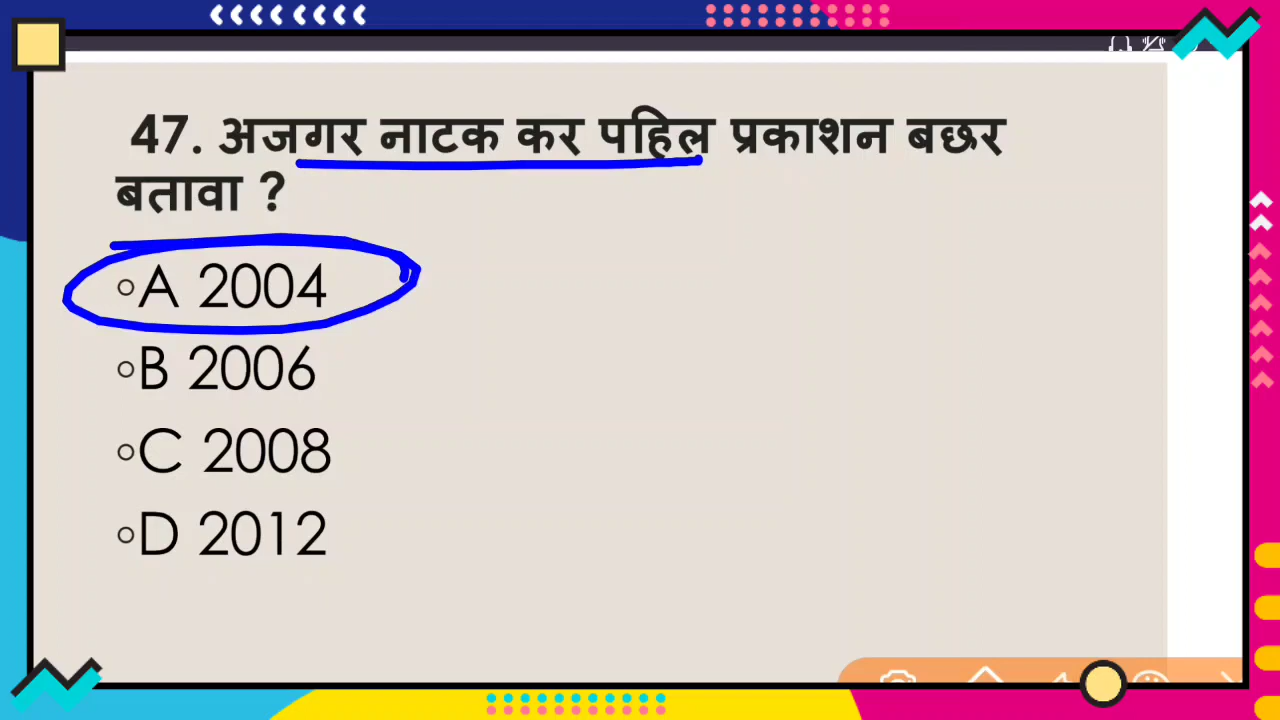 47. अजगर नाटक कर पहिल प्रकाशन बछर
बतावा ?
A 2004
B 2006
C 2008
D 2012